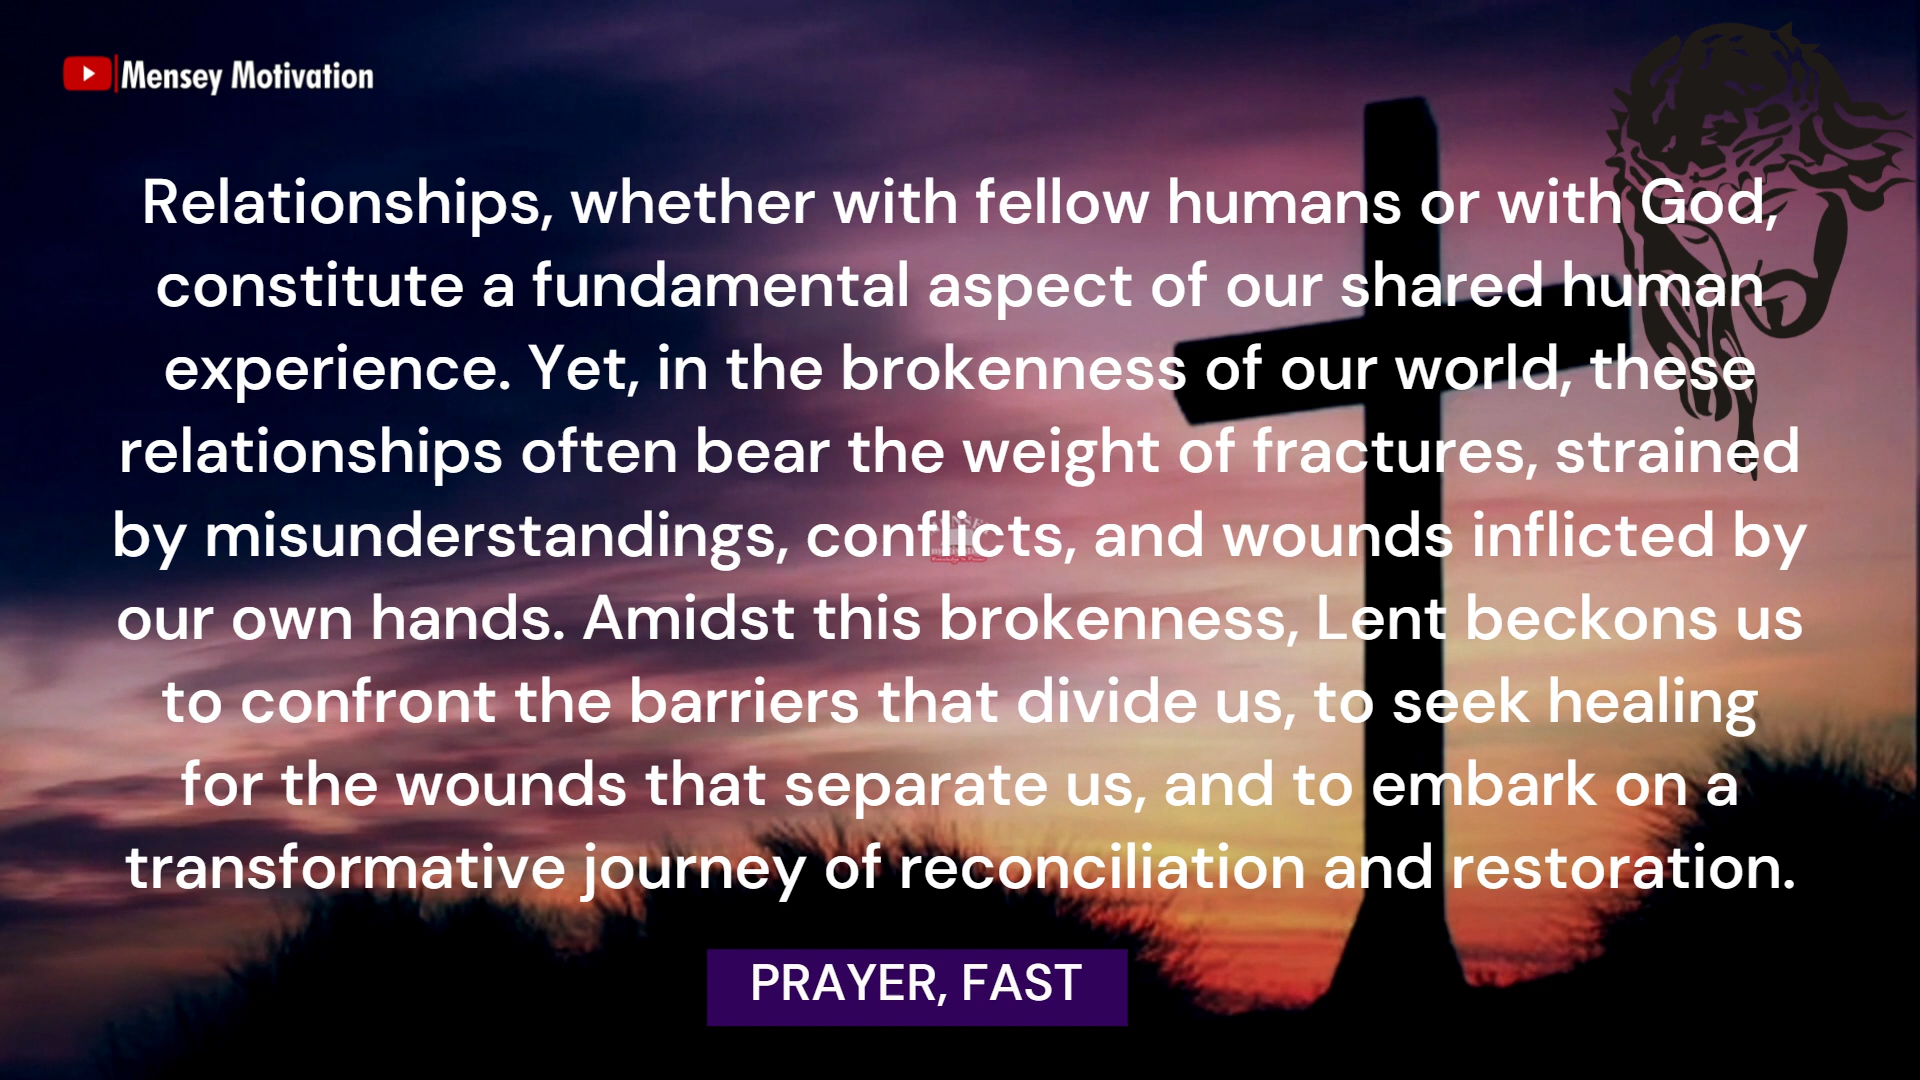 Mensey Motivation
Relationships, whether with fellow humans or with God,
constitute a fundamental aspect of our shared human
experience. Yet, in the brokenness of our world, these
relationships often bear the weight of fractures, strained
by misunderstandings, conflicts, and wounds inflicted by
our own hands. Amidst this brokenness, Lent beckons us
to confront the barriers that divide us, to seek healing
for the wounds that separate us, and to embark on a
transformative journey of reconciliation and restoration.
PRAYER, FAST